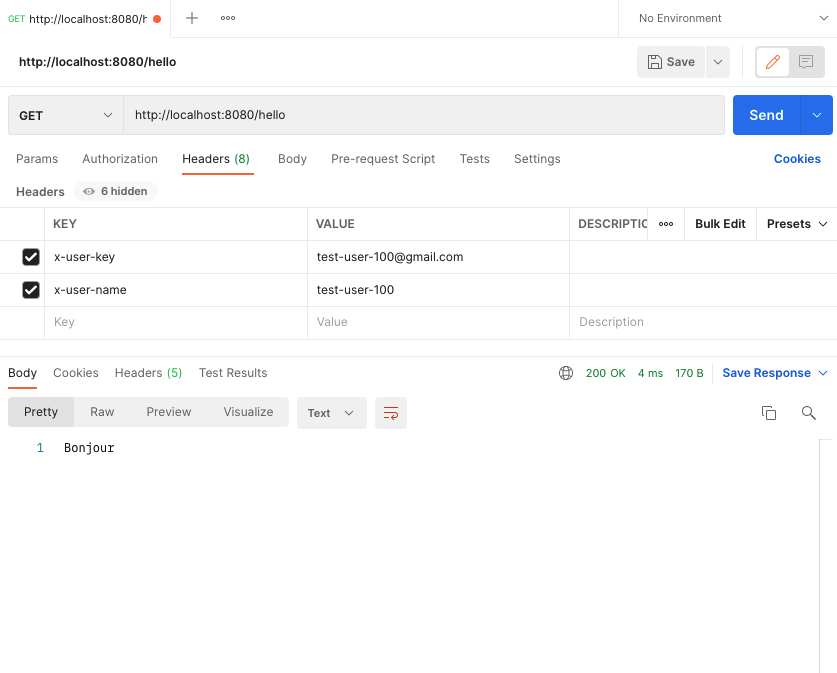 GET http://localhost:8080/h
No Environment
http://localhost:8080/hello
Save
GET http://localhost:8080/hello Send
Params Authorization Headers (8) Body Pre-request Script Tests Settings Cookies
Headers 6 hidden
KEY VALUE DESCRIPTIO Bulk Edit Presets
x-user-key test-user-100@gmail.com
x-user-name test-user-100
Key Value Description
Body Cookies Headers (5) Test Results 200 OK 4 ms 170 B Save Response
Pretty Raw Preview Visualize Text
1 Bonjour